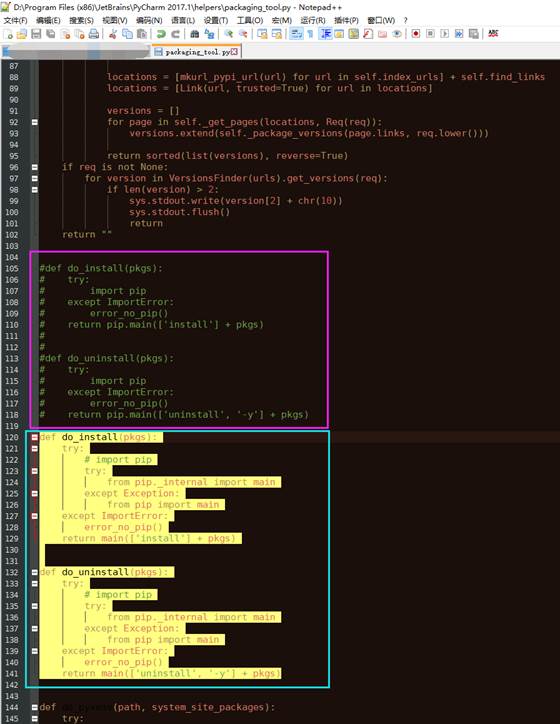 D:\Program Files (x86)\JetBrains\PyCharm 2017.1\helpers\packaging_tool.py - Notepad++
文件(F) 编辑(E) 搜索(S) 视图(V) 编码(N) 语言(L) 设置(T) 工具(O) 宏(M) 运行(R) 插件(P) 窗口(W) ?
packaging_tool.py
87
88 locations = [mkurl_pypi_url(url) for url in self.index_urls] + self.find_links
89 locations = [Link(url, trusted=True) for url in locations]
90
91 versions = []
92 for page in self._get_pages(locations, Req(req)):
93 versions.extend(self._package_versions(page.links, req.lower()))
94
95 return sorted(list(versions), reverse=True)
96 if req is not None:
97 for version in VersionsFinder(urls).get_versions(req):
98 if len(version) > 2:
99 sys.stdout.write(version[2] + chr(10))
100 sys.stdout.flush()
101 return
102 return ""
103
104
105 #def do_install(pkgs):
106 # try:
107 # import pip
108 # except ImportError:
109 # error_no_pip()
110 # return pip.main(['install'] + pkgs)
111 #
112 #
113 #def do_uninstall(pkgs):
114 # try:
115 # import pip
116 # except ImportError:
117 # error_no_pip()
118 # return pip.main(['uninstall', '-y'] + pkgs)
119
120 def do_install(pkgs):
121 try:
122 # import pip
123 try:
124 from pip._internal import main
125 except Exception:
126 from pip import main
127 except ImportError:
128 error_no_pip()
129 return main(['install'] + pkgs)
130
131
132 def do_uninstall(pkgs):
133 try:
134 # import pip
135 try:
136 from pip._internal import main
137 except Exception:
138 from pip import main
139 except ImportError:
140 error_no_pip()
141 return main(['uninstall', '-y'] + pkgs)
142
143
144 def do_pyvenv(path, system_site_packages):
145 try: